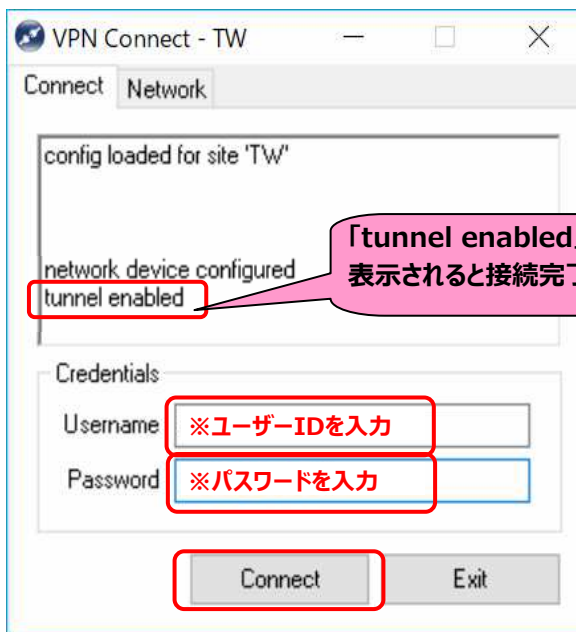 VPN Connect - TW
Connect
Network
config loaded for site 'TW'
「tunnel enabled」
表示されると接続完
network device configured
tunnel enabled
Credentials
Username
※ユーザーIDを入力
Password
※パスワードを入力
Connect
Exit